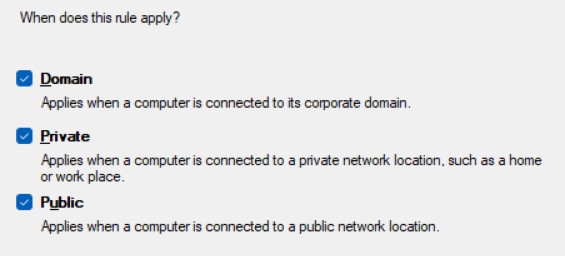 When does this rule apply?
Domain
Applies when a computer is connected to its corporate domain.
Private
Applies when a computer is connected to a private network location, such as a home
or work place.
Public
Applies when a computer is connected to a public network location.